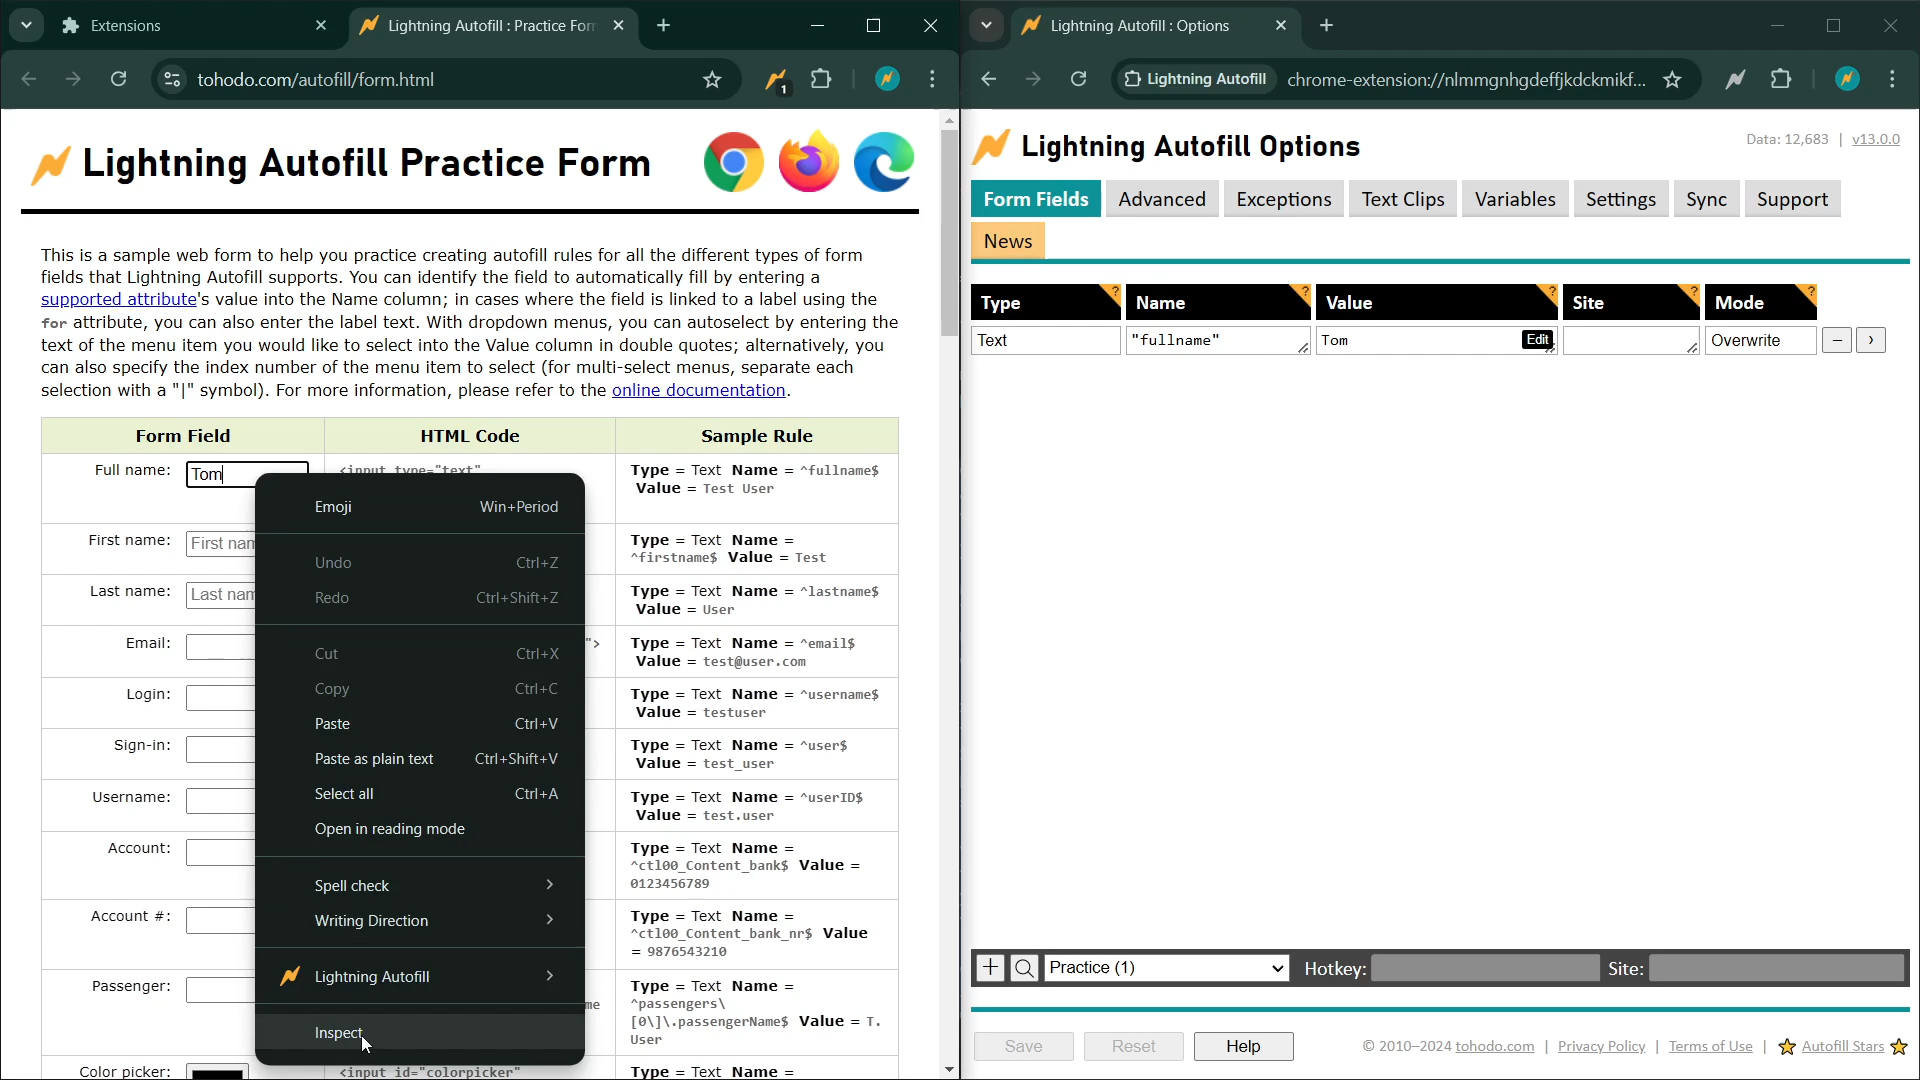 Extensions
Lightning Autofill : Practice Form
tohodo.com/autofill/form.html
1
Lightning Autofill Practice Form
This is a sample web form to help you practice creating autofill rules for all the different types of form
fields that Lightning Autofill supports. You can identify the field to automatically fill by entering a
supported attribute's value into the Name column; in cases where the field is linked to a label using the
for attribute, you can also enter the label text. With dropdown menus, you can autoselect by entering the
text of the menu item you would like to select into the Value column in double quotes; alternatively, you
can also specify the index number of the menu item to select (for multi-select menus, separate each
selection with a "|" symbol). For more information, please refer to the online documentation.
Form Field HTML Code Sample Rule
Full name: Tom <input type="text" Type = Text Name = ^fullname$
Value = Test User
First name: First nam Type = Text Name =
^firstname$ Value = Test
Last name: Last nam Type = Text Name = ^lastname$
Value = User
Email: "> Type = Text Name = ^email$
Value = test@user.com
Login: Type = Text Name = ^username$
Value = testuser
Sign-in: Type = Text Name = ^user$
Value = test_user
Username: Type = Text Name = ^userID$
Value = test.user
Account: Type = Text Name =
^ctl00_Content_bank$ Value =
0123456789
Account #: Type = Text Name =
^ctl00_Content_bank_nr$ Value
= 9876543210
Passenger: me Type = Text Name =
^passengers\
[0\]\.passengerName$ Value = T.
User
Color picker: <input id="colorpicker" Type = Text Name =
Emoji Win+Period
Undo Ctrl+Z
Redo Ctrl+Shift+Z
Cut Ctrl+X
Copy Ctrl+C
Paste Ctrl+V
Paste as plain text Ctrl+Shift+V
Select all Ctrl+A
Open in reading mode
Spell check
Writing Direction
Lightning Autofill
Inspect
Lightning Autofill : Options
Lightning Autofill chrome-extension://nlmmgnhgdeffjkdckmikf...
Lightning Autofill Options
Data: 12,683 | v13.0.0
Form Fields Advanced Exceptions Text Clips Variables Settings Sync Support
News
Type ? Name ? Value ? Site ? Mode ?
Text "fullname" Tom Edit Overwrite – ›
+ Practice (1) Hotkey: Site:
Save Reset Help © 2010–2024 tohodo.com | Privacy Policy | Terms of Use | Autofill Stars